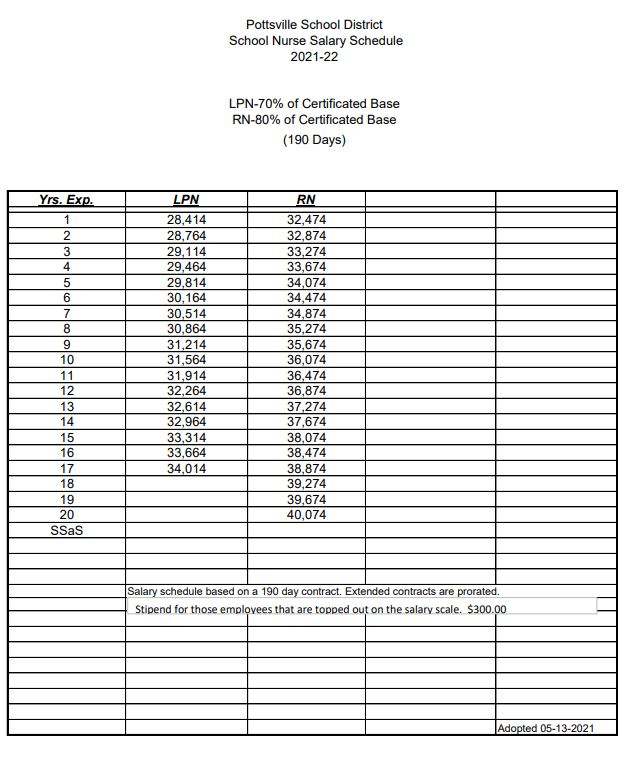 Pottsville School District
School Nurse Salary Schedule
2021-22
LPN-70% of Certificated Base
RN-80% of Certificated Base
(190 Days)
Yrs. Exp. LPN RN
1 28,414 32,474
2 28,764 32,874
3 29,114 33,274
4 29,464 33,674
5 29,814 34,074
6 30,164 34,474
7 30,514 34,874
8 30,864 35,274
9 31,214 35,674
10 31,564 36,074
11 31,914 36,474
12 32,264 36,874
13 32,614 37,274
14 32,964 37,674
15 33,314 38,074
16 33,664 38,474
17 34,014 38,874
18 39,274
19 39,674
20 40,074
SSaS
Salary schedule based on a 190 day contract. Extended contracts are prorated.
Stipend for those employees that are topped out on the salary scale. $300.00
Adopted 05-13-2021